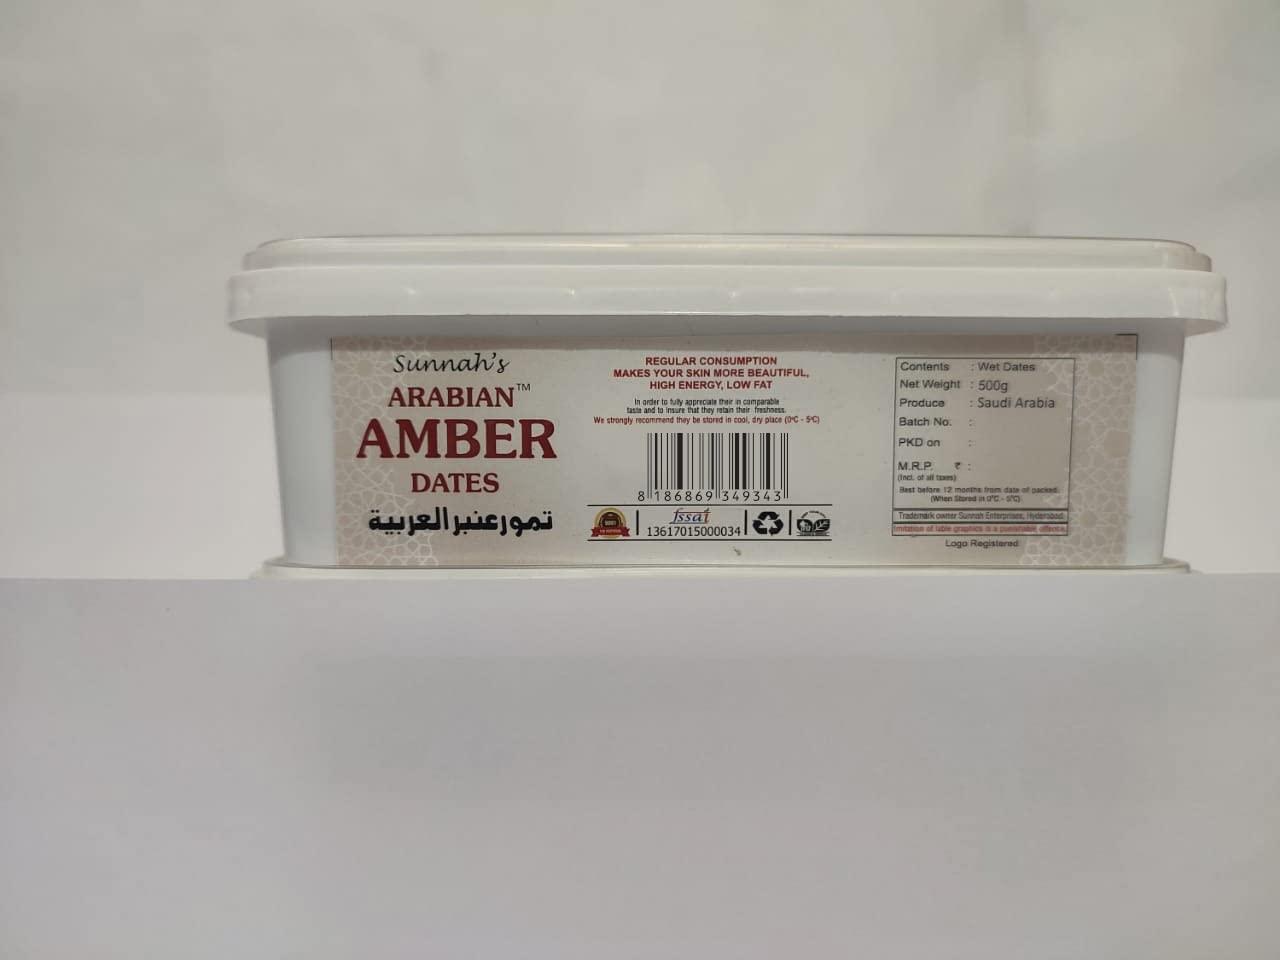 Sunnah's
ARABIAN™
AMBER
DATES
تمور عنبر العربية
REGULAR CONSUMPTION
MAKES YOUR SKIN MORE BEAUTIFUL,
HIGH ENERGY, LOW FAT
In order to fully appreciate their in comparable
taste and to insure that they retain their freshness.
We strongly recommend they be stored in cool, dry place (0°C - 5°C)
8 186869 349343
fssai
13617015000034
Contents : Wet Dates
Net Weight : 500g
Produce : Saudi Arabia
Batch No. :
PKD on :
M.R.P. ₹ :
(Incl. of all taxes)
Best before 12 months from date of packed.
(When Stored in 0°C - 5°C)
Trademark owner Sunnah Enterprises, Hyderabad.
Imitation of lable graphics is a punishable offence.
Logo Registered